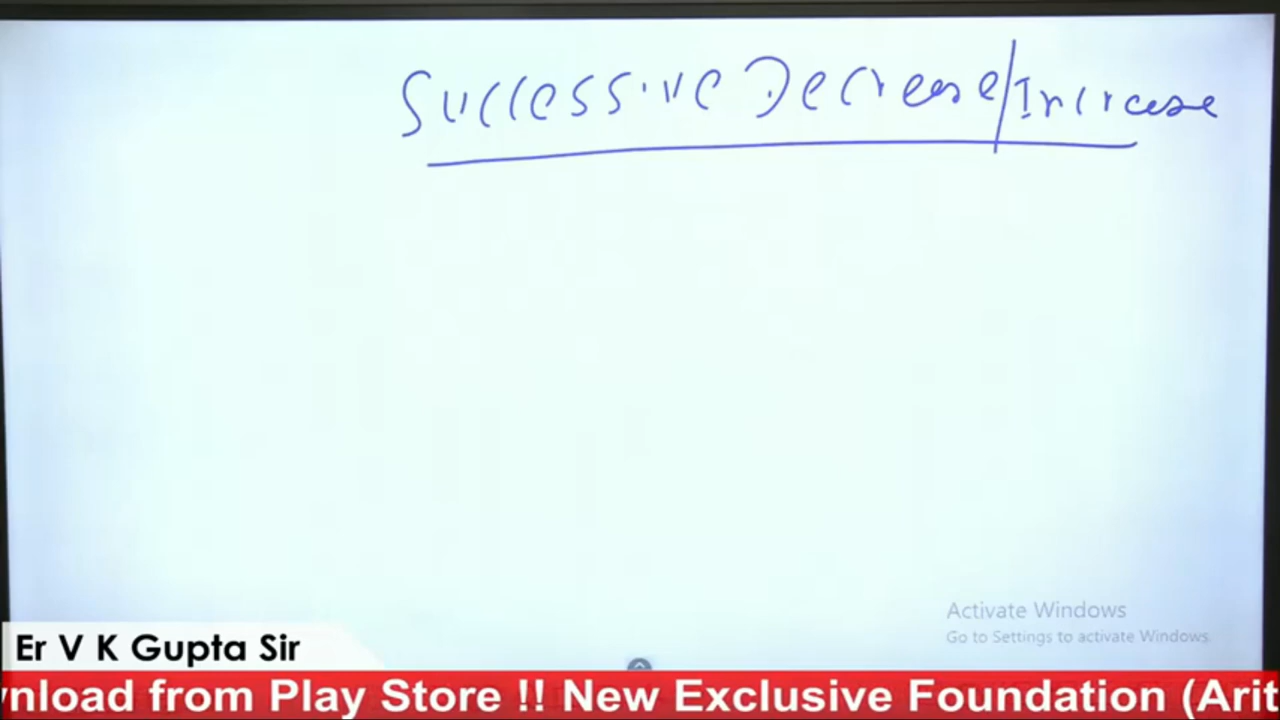 Successive Decrease/Increase
Activate Windows
Go to Settings to activate Windows.
Er V K Gupta Sir
wnload from Play Store !! New Exclusive Foundation (Arit